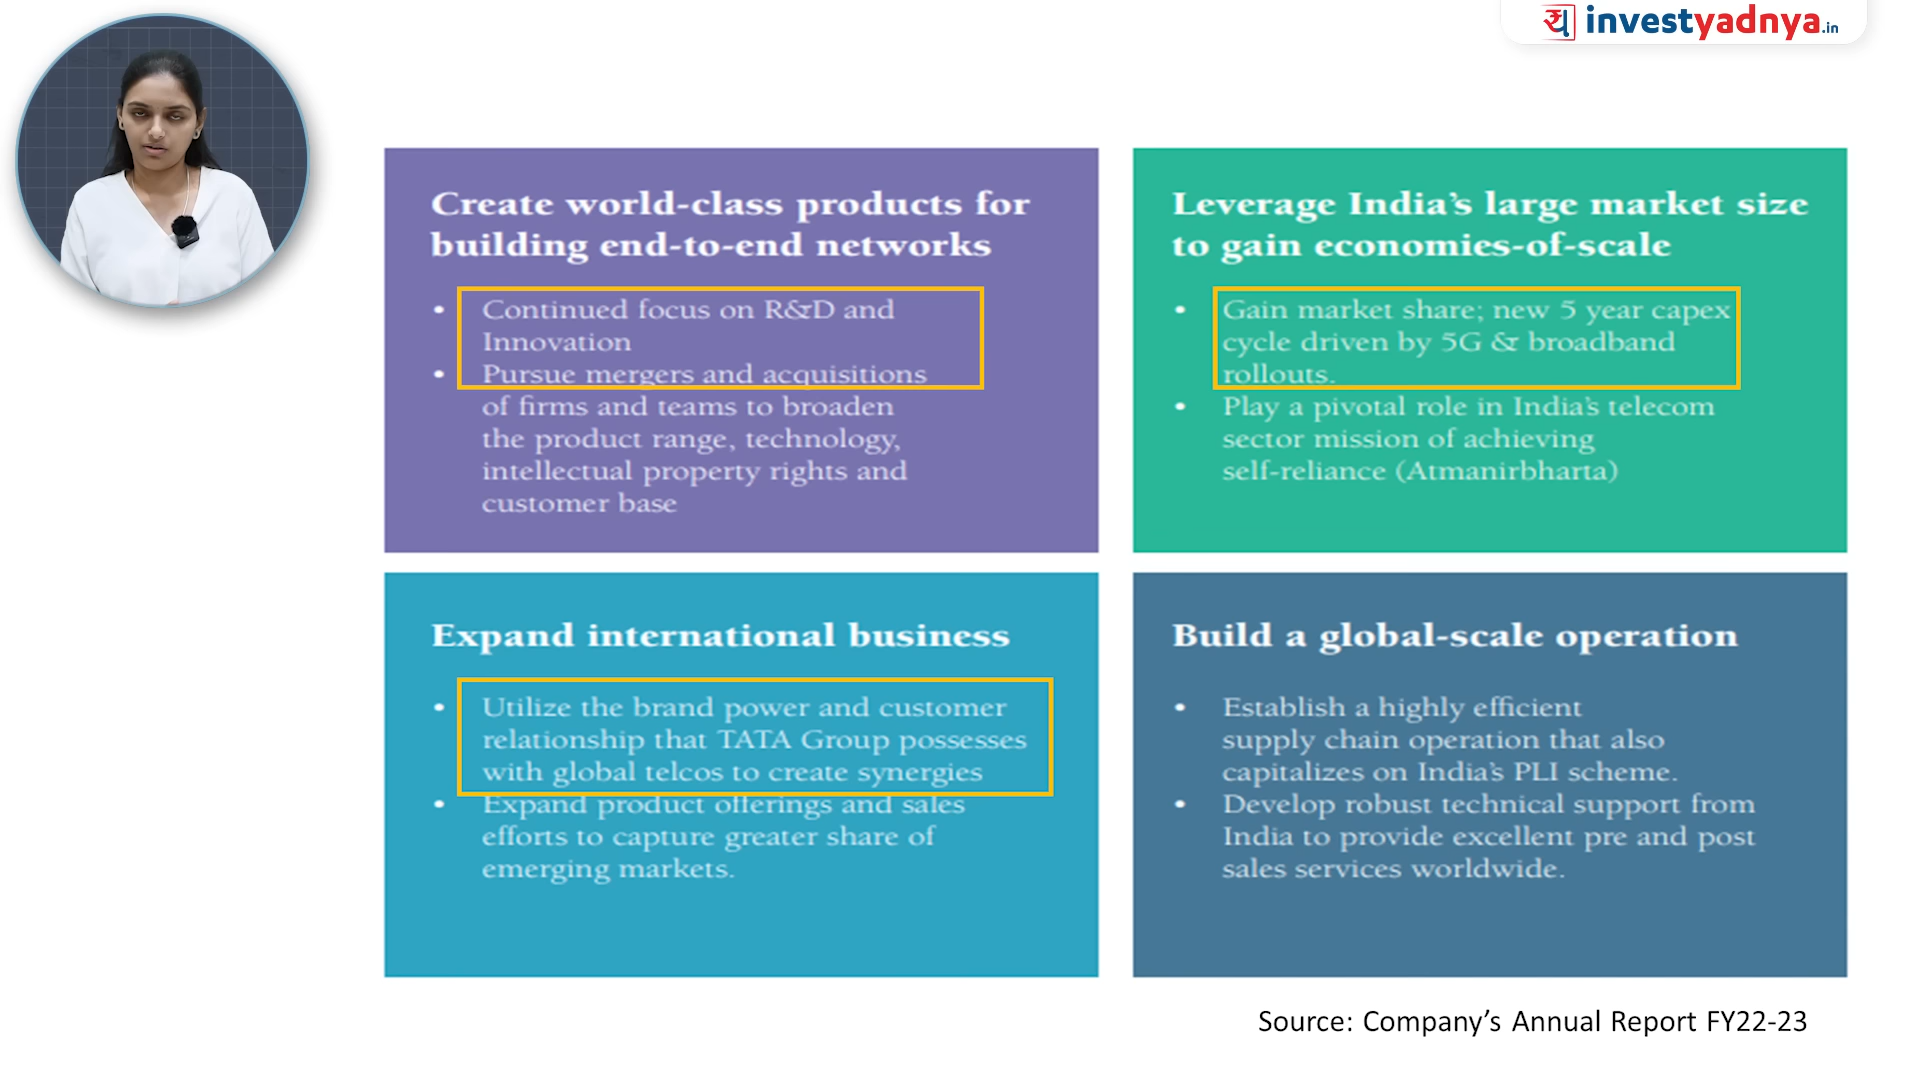 यु investyadnya.in
Create world-class products for
building end-to-end networks
• Continued focus on R&D and
Innovation
• Pursue mergers and acquisitions
of firms and teams to broaden
the product range, technology,
intellectual property rights and
customer base
Leverage India's large market size
to gain economies-of-scale
• Gain market share; new 5 year capex
cycle driven by 5G & broadband
rollouts.
• Play a pivotal role in India's telecom
sector mission of achieving
self-reliance (Atmanirbharta)
Expand international business
• Utilize the brand power and customer
relationship that TATA Group possesses
with global telcos to create synergies
• Expand product offerings and sales
efforts to capture greater share of
emerging markets.
Build a global-scale operation
• Establish a highly efficient
supply chain operation that also
capitalizes on India's PLI scheme.
• Develop robust technical support from
India to provide excellent pre and post
sales services worldwide.
Source: Company's Annual Report FY22-23